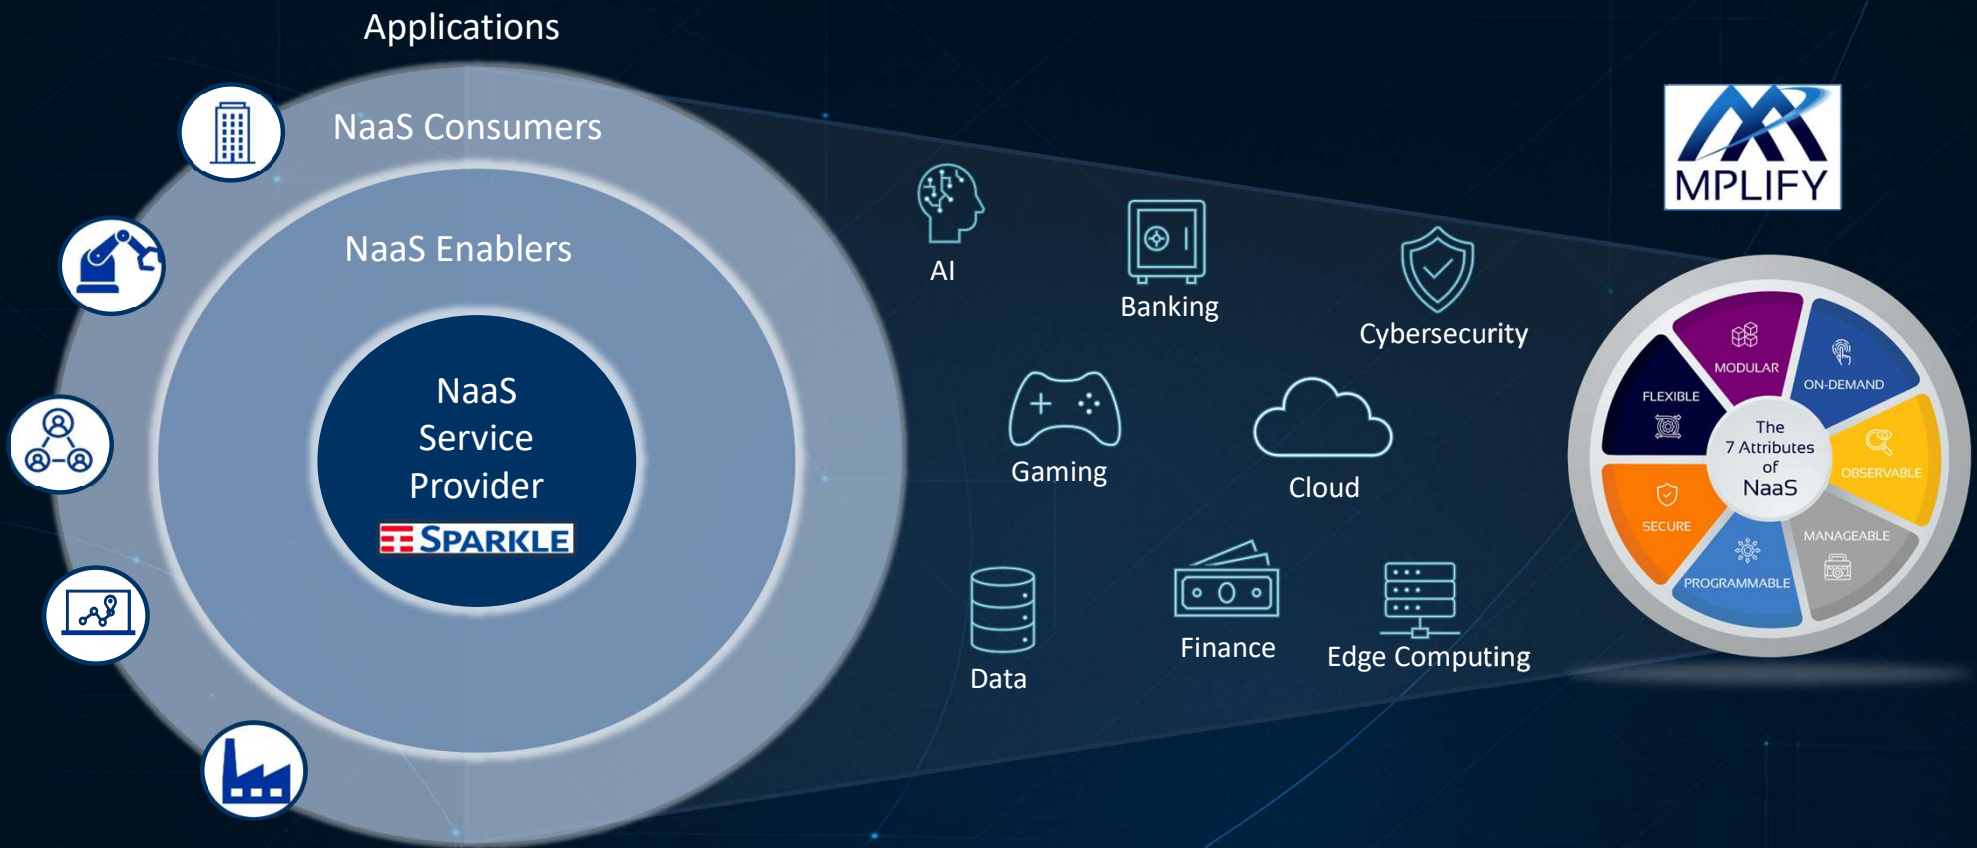 Applications
NaaS Consumers
NaaS Enablers
NaaS
Service
Provider
SPARKLE
AI
Banking
Cybersecurity
Gaming
Cloud
Data
Finance
Edge Computing
MPLIFY
MODULAR
ON-DEMAND
FLEXIBLE
The
7 Attributes
of
NaaS
OBSERVABLE
SECURE
MANAGEABLE
PROGRAMMABLE